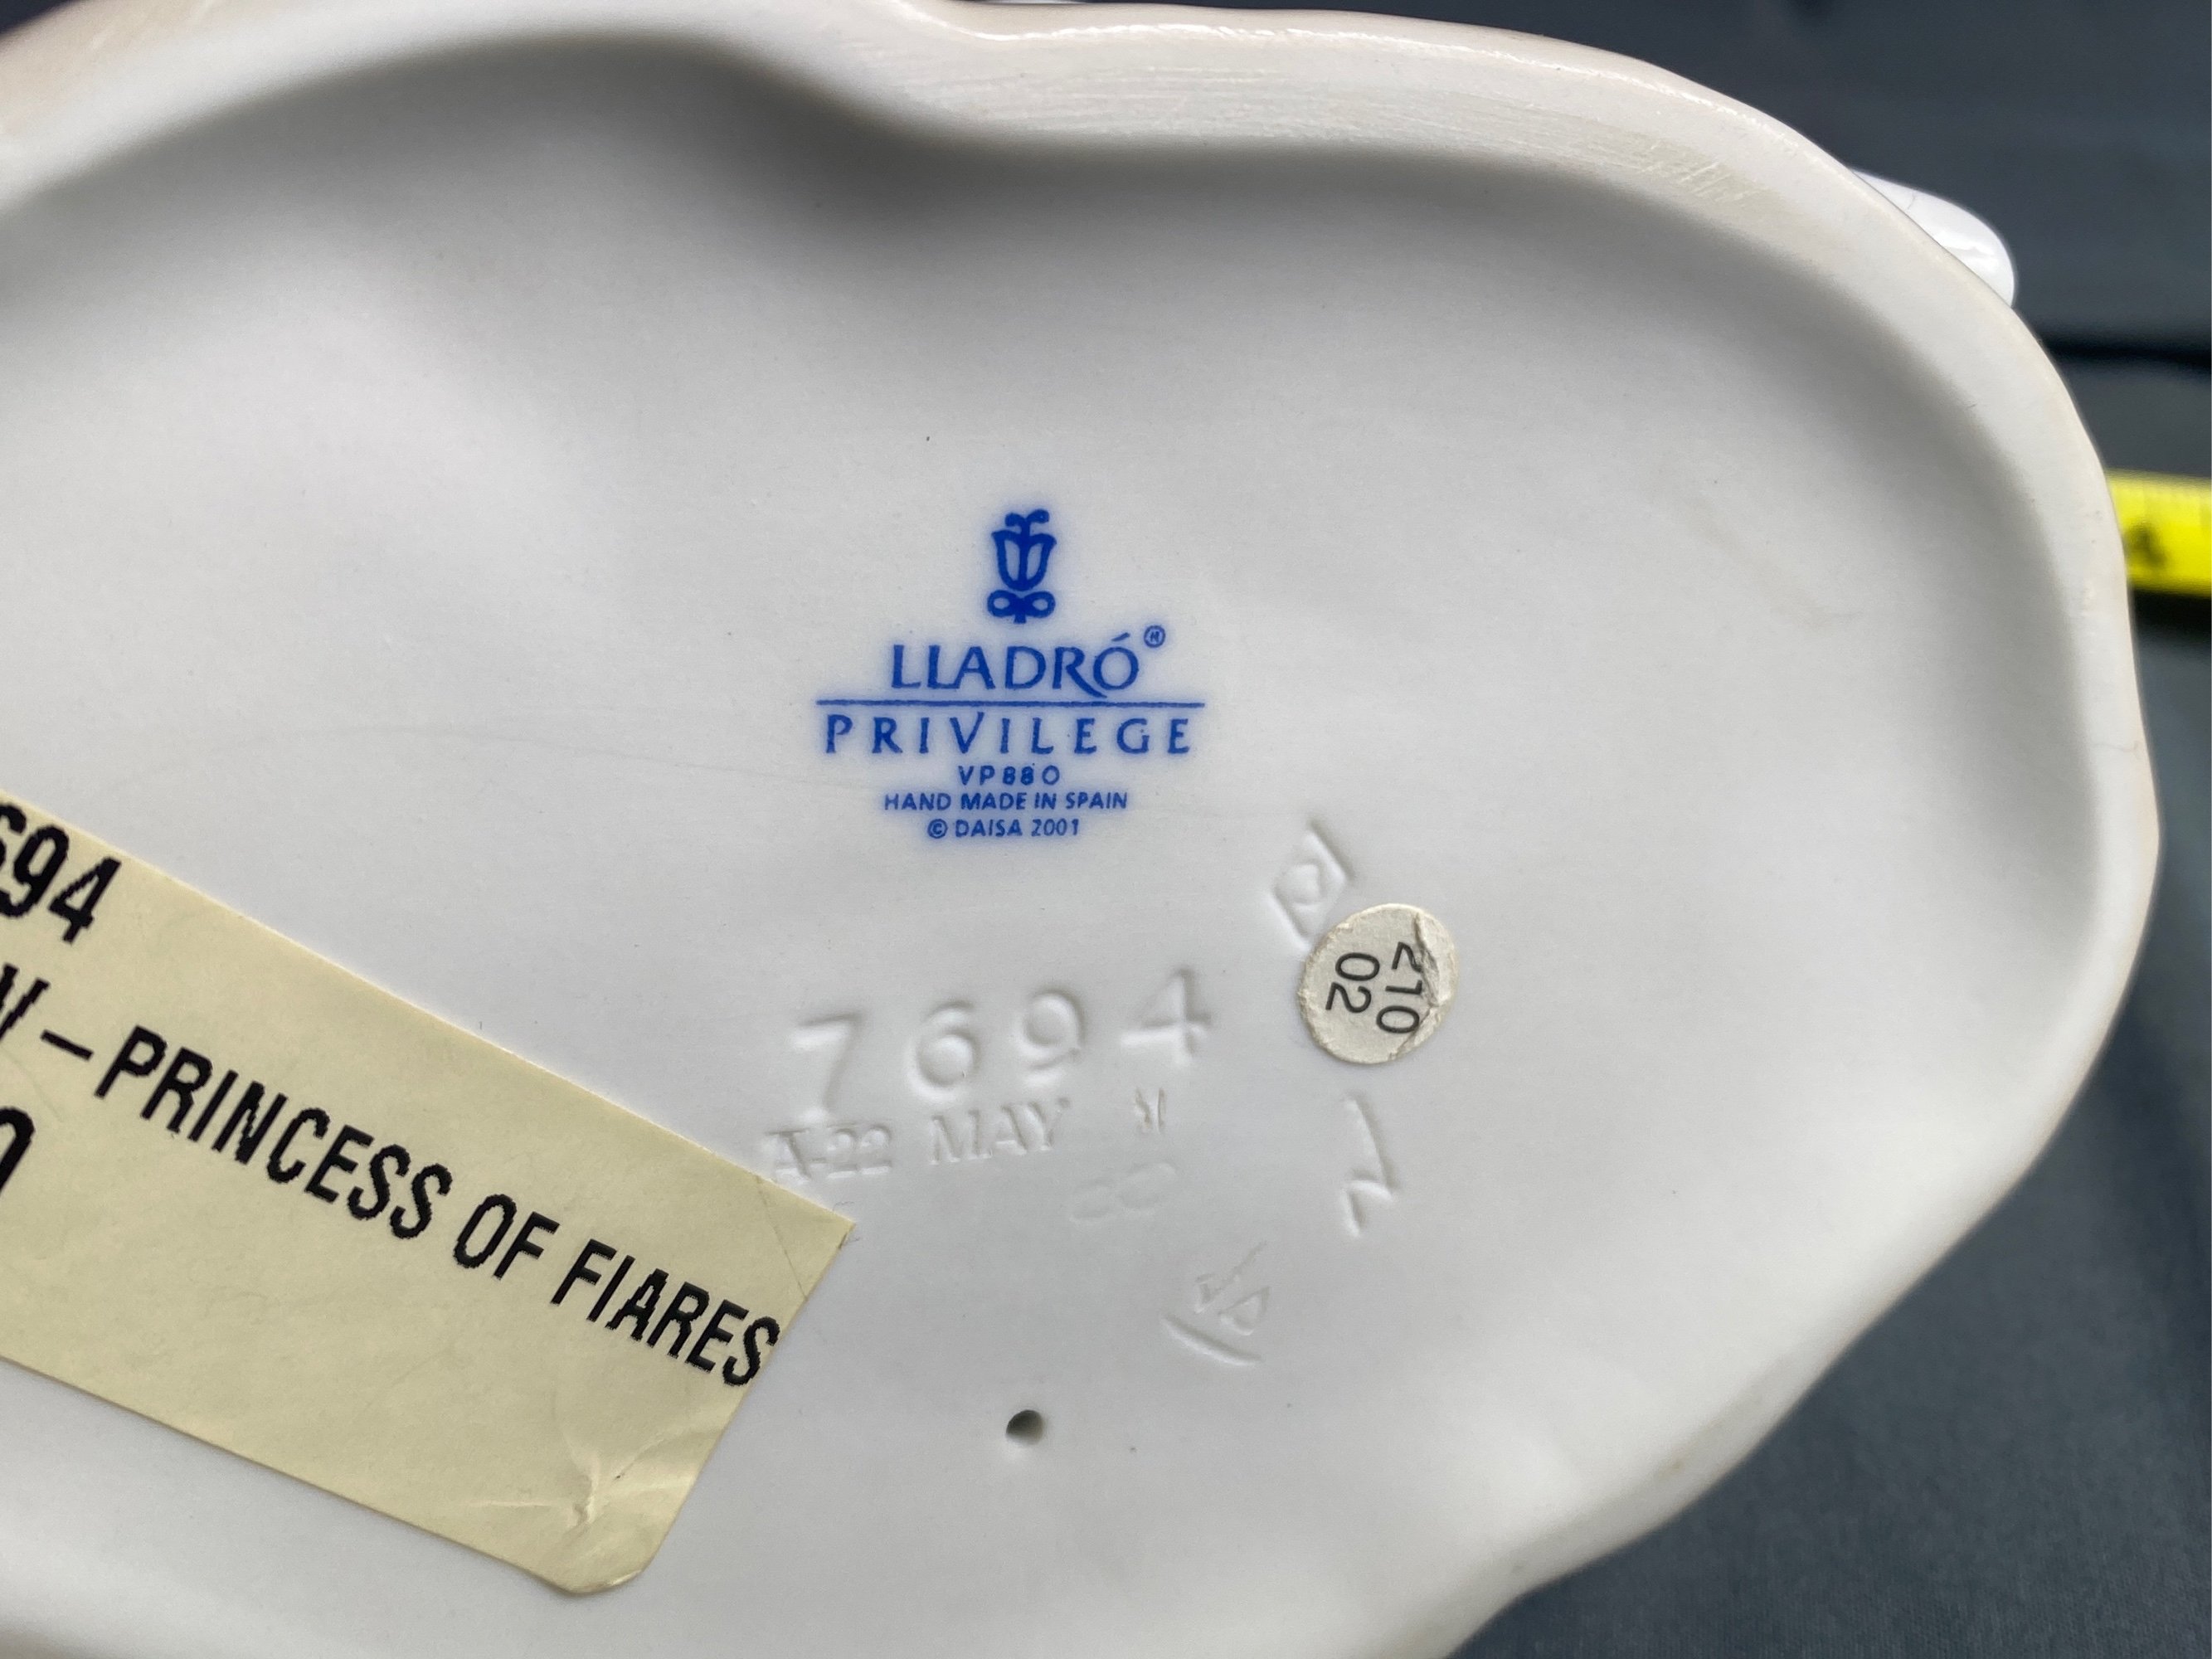 LLADRÓ®
PRIVILEGE
VP880
HAND MADE IN SPAIN
© DAISA 2001
694
– PRINCESS OF FIARES
7694
A-22 MAY
210
02